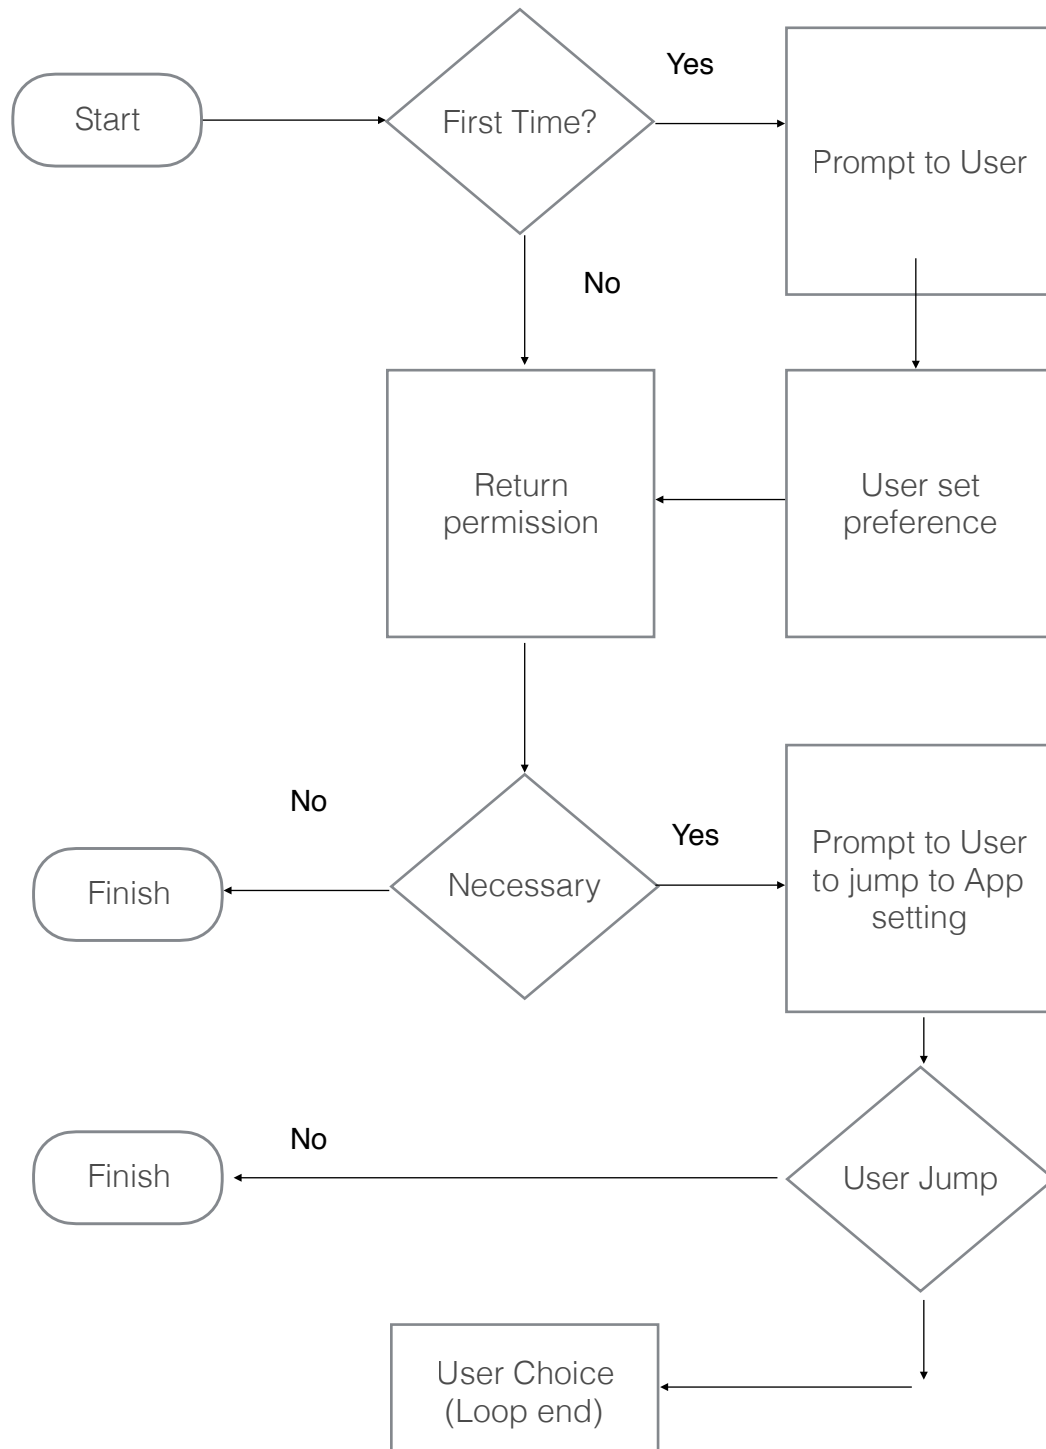 Yes
Start
First Time?
Prompt to User
No
Return
permission
User set
preference
No
Yes
Finish
Necessary
Prompt to User
to jump to App
setting
No
Finish
User Jump
User Choice
(Loop end)